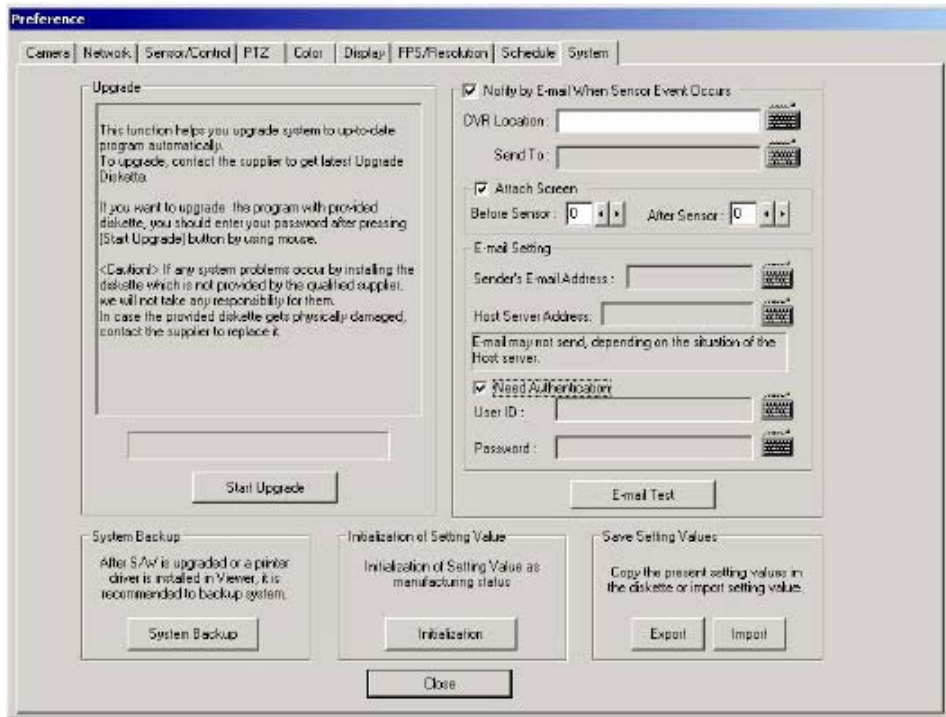 Preference
Camera Network Sensor/Control PTZ Color Display FPS/Resolution Schedule System
Upgrade
This function helps you upgrade system to up-to-date
program automatically.
To upgrade, contact the supplier to get latest Upgrade
Diskette.
If you want to upgrade the program with provided
diskette, you should enter your password after pressing
[Start Upgrade] button by using mouse.
<Caution!> If any system problems occur by installing the
diskette which is not provided by the qualified supplier,
we will not take any responsibility for them.
In case the provided diskette gets physically damaged,
contact the supplier to replace it.
Start Upgrade
Notify by E-mail When Sensor Event Occurs
DVR Location :
Send To :
Attach Screen
Before Sensor : 0 After Sensor : 0
E-mail Setting
Sender's E-mail Address :
Host Server Address:
E-mail may not send, depending on the situation of the
Host server.
Need Authentication
User ID :
Password :
E-mail Test
System Backup
After S/W is upgraded or a printer
driver is installed in Viewer, it is
recommended to backup system.
System Backup
Initialization of Setting Value
Initialization of Setting Value as
manufacturing status
Initialization
Save Setting Values
Copy the present setting values in
the diskette or import setting value.
Export Import
Close